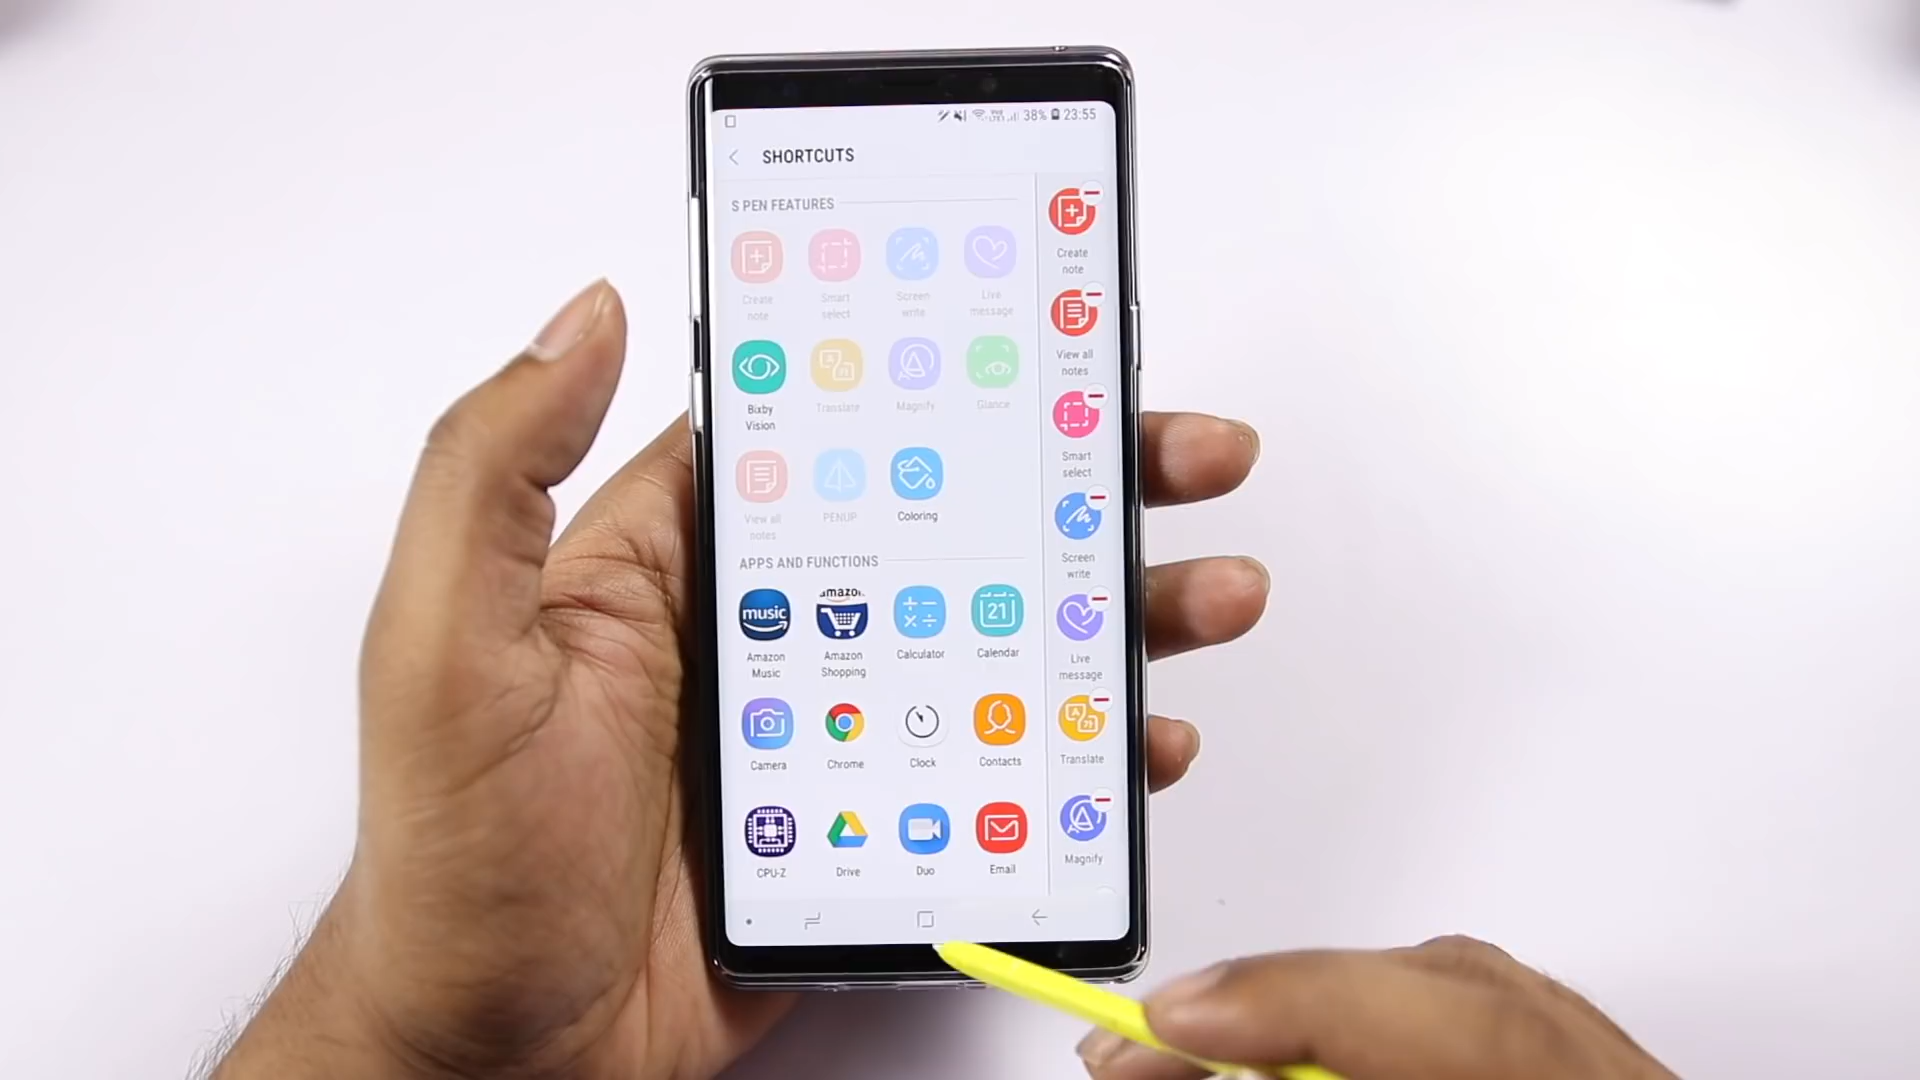 38% 23:55
SHORTCUTS
S PEN FEATURES
Create note
Smart select
Screen write
Live message
Bixby Vision
Translate
Magnify
Glance
View all notes
PENUP
Coloring
APPS AND FUNCTIONS
music
Amazon Music
amazon
Amazon Shopping
Calculator
21
Calendar
Camera
Chrome
Clock
Contacts
CPU-Z
Drive
Duo
Email
Create note
View all notes
Smart select
Screen write
Live message
Translate
Magnify